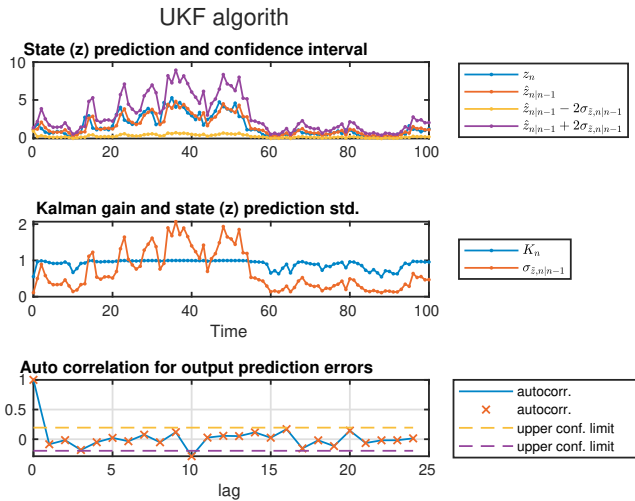 UKF algorith
State (z) prediction and confidence interval
10
5
0
0 20 40 60 80 100
z_n
ẑ_{n|n−1}
ẑ_{n|n−1} − 2σ_{z̃,n|n−1}
ẑ_{n|n−1} + 2σ_{z̃,n|n−1}
Kalman gain and state (z) prediction std.
2
1
0
0 20 40 60 80 100
Time
K_n
σ_{z̃,n|n−1}
Auto correlation for output prediction errors
1
0.5
0
0 5 10 15 20 25
lag
autocorr.
autocorr.
upper conf. limit
upper conf. limit